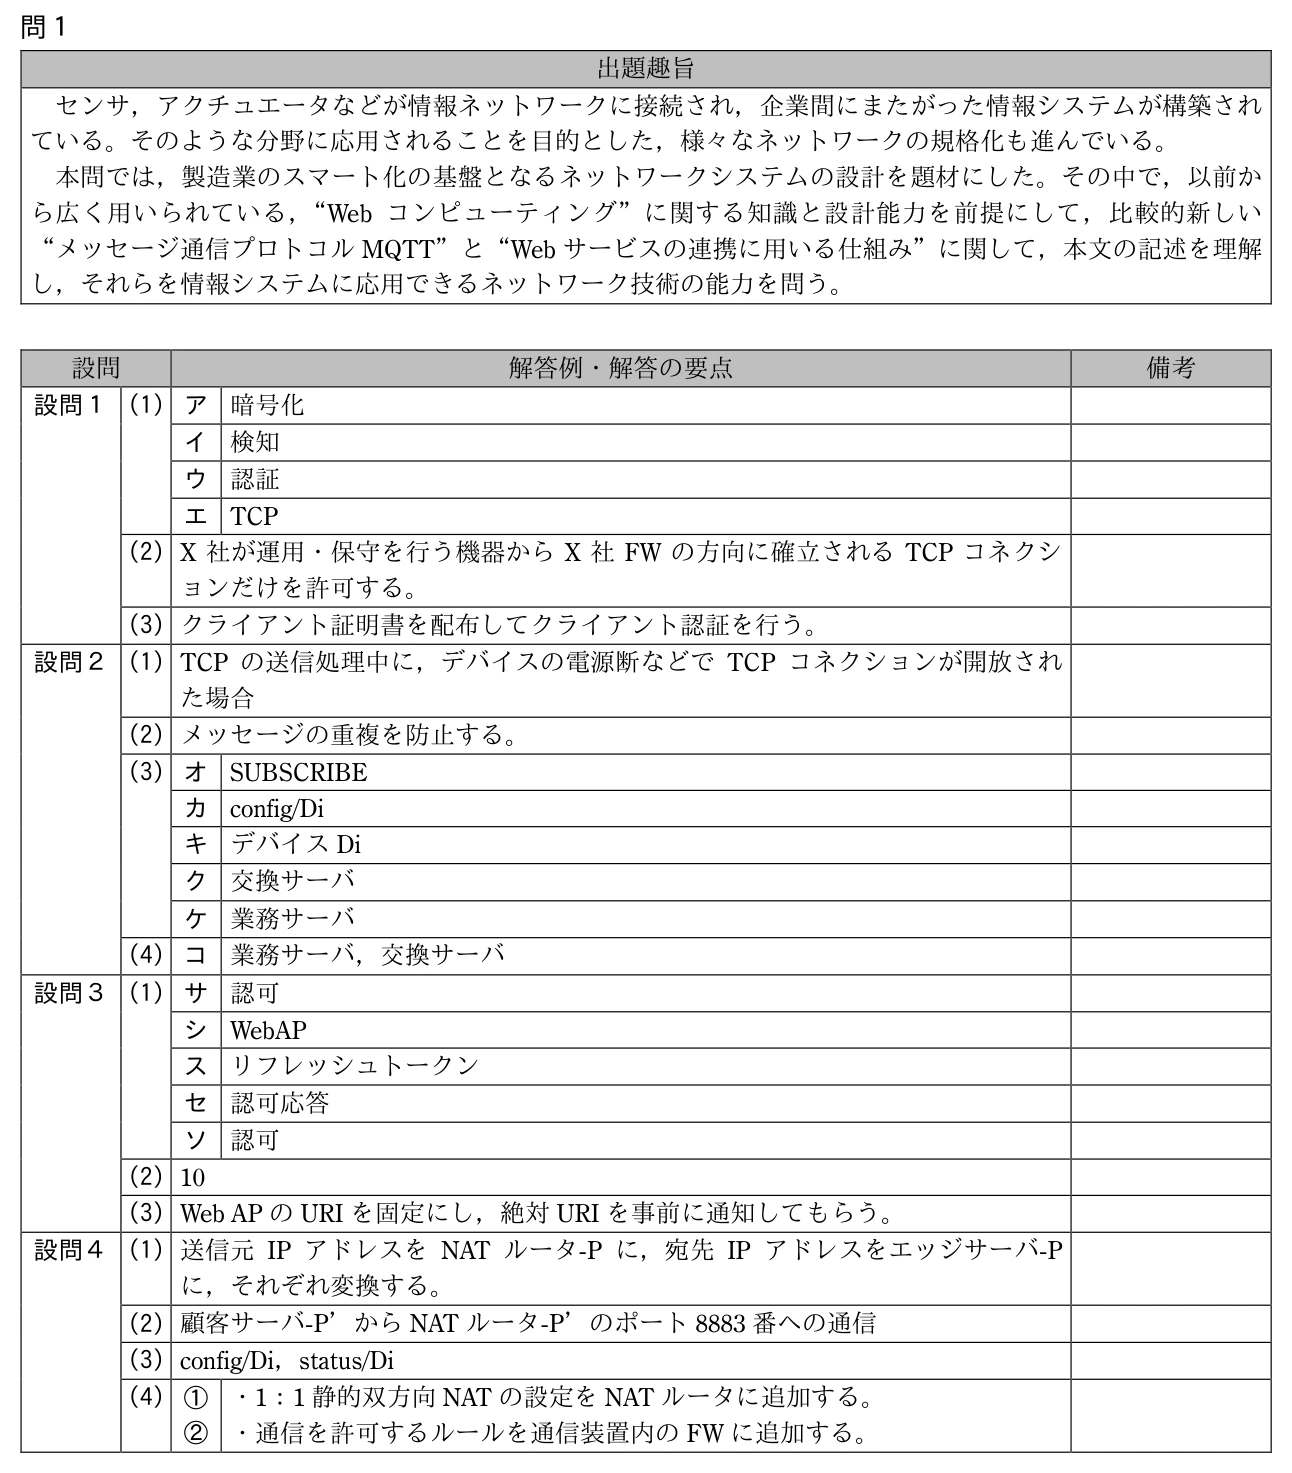 問1
出題趣旨
センサ，アクチュエータなどが情報ネットワークに接続され，企業間にまたがった情報システムが構築され
ている。そのような分野に応用されることを目的とした，様々なネットワークの規格化も進んでいる。
本問では，製造業のスマート化の基盤となるネットワークシステムの設計を題材にした。その中で，以前か
ら広く用いられている，“Web コンピューティング”に関する知識と設計能力を前提にして，比較的新しい
“メッセージ通信プロトコル MQTT”と“Web サービスの連携に用いる仕組み”に関して，本文の記述を理解
し，それらを情報システムに応用できるネットワーク技術の能力を問う。
設問 解答例・解答の要点 備考
設問1 (1) ア 暗号化
イ 検知
ウ 認証
エ TCP
(2) X 社が運用・保守を行う機器から X 社 FW の方向に確立される TCP コネクシ
ョンだけを許可する。
(3) クライアント証明書を配布してクライアント認証を行う。
設問2 (1) TCP の送信処理中に，デバイスの電源断などで TCP コネクションが開放され
た場合
(2) メッセージの重複を防止する。
(3) オ SUBSCRIBE
カ config/Di
キ デバイス Di
ク 交換サーバ
ケ 業務サーバ
(4) コ 業務サーバ，交換サーバ
設問3 (1) サ 認可
シ WebAP
ス リフレッシュトークン
セ 認可応答
ソ 認可
(2) 10
(3) Web AP の URI を固定にし，絶対 URI を事前に通知してもらう。
設問4 (1) 送信元 IP アドレスを NAT ルータ-P に，宛先 IP アドレスをエッジサーバ-P
に，それぞれ変換する。
(2) 顧客サーバ-P’から NAT ルータ-P’のポート 8883 番への通信
(3) config/Di，status/Di
(4) ① ・1：1 静的双方向 NAT の設定を NAT ルータに追加する。
② ・通信を許可するルールを通信装置内の FW に追加する。